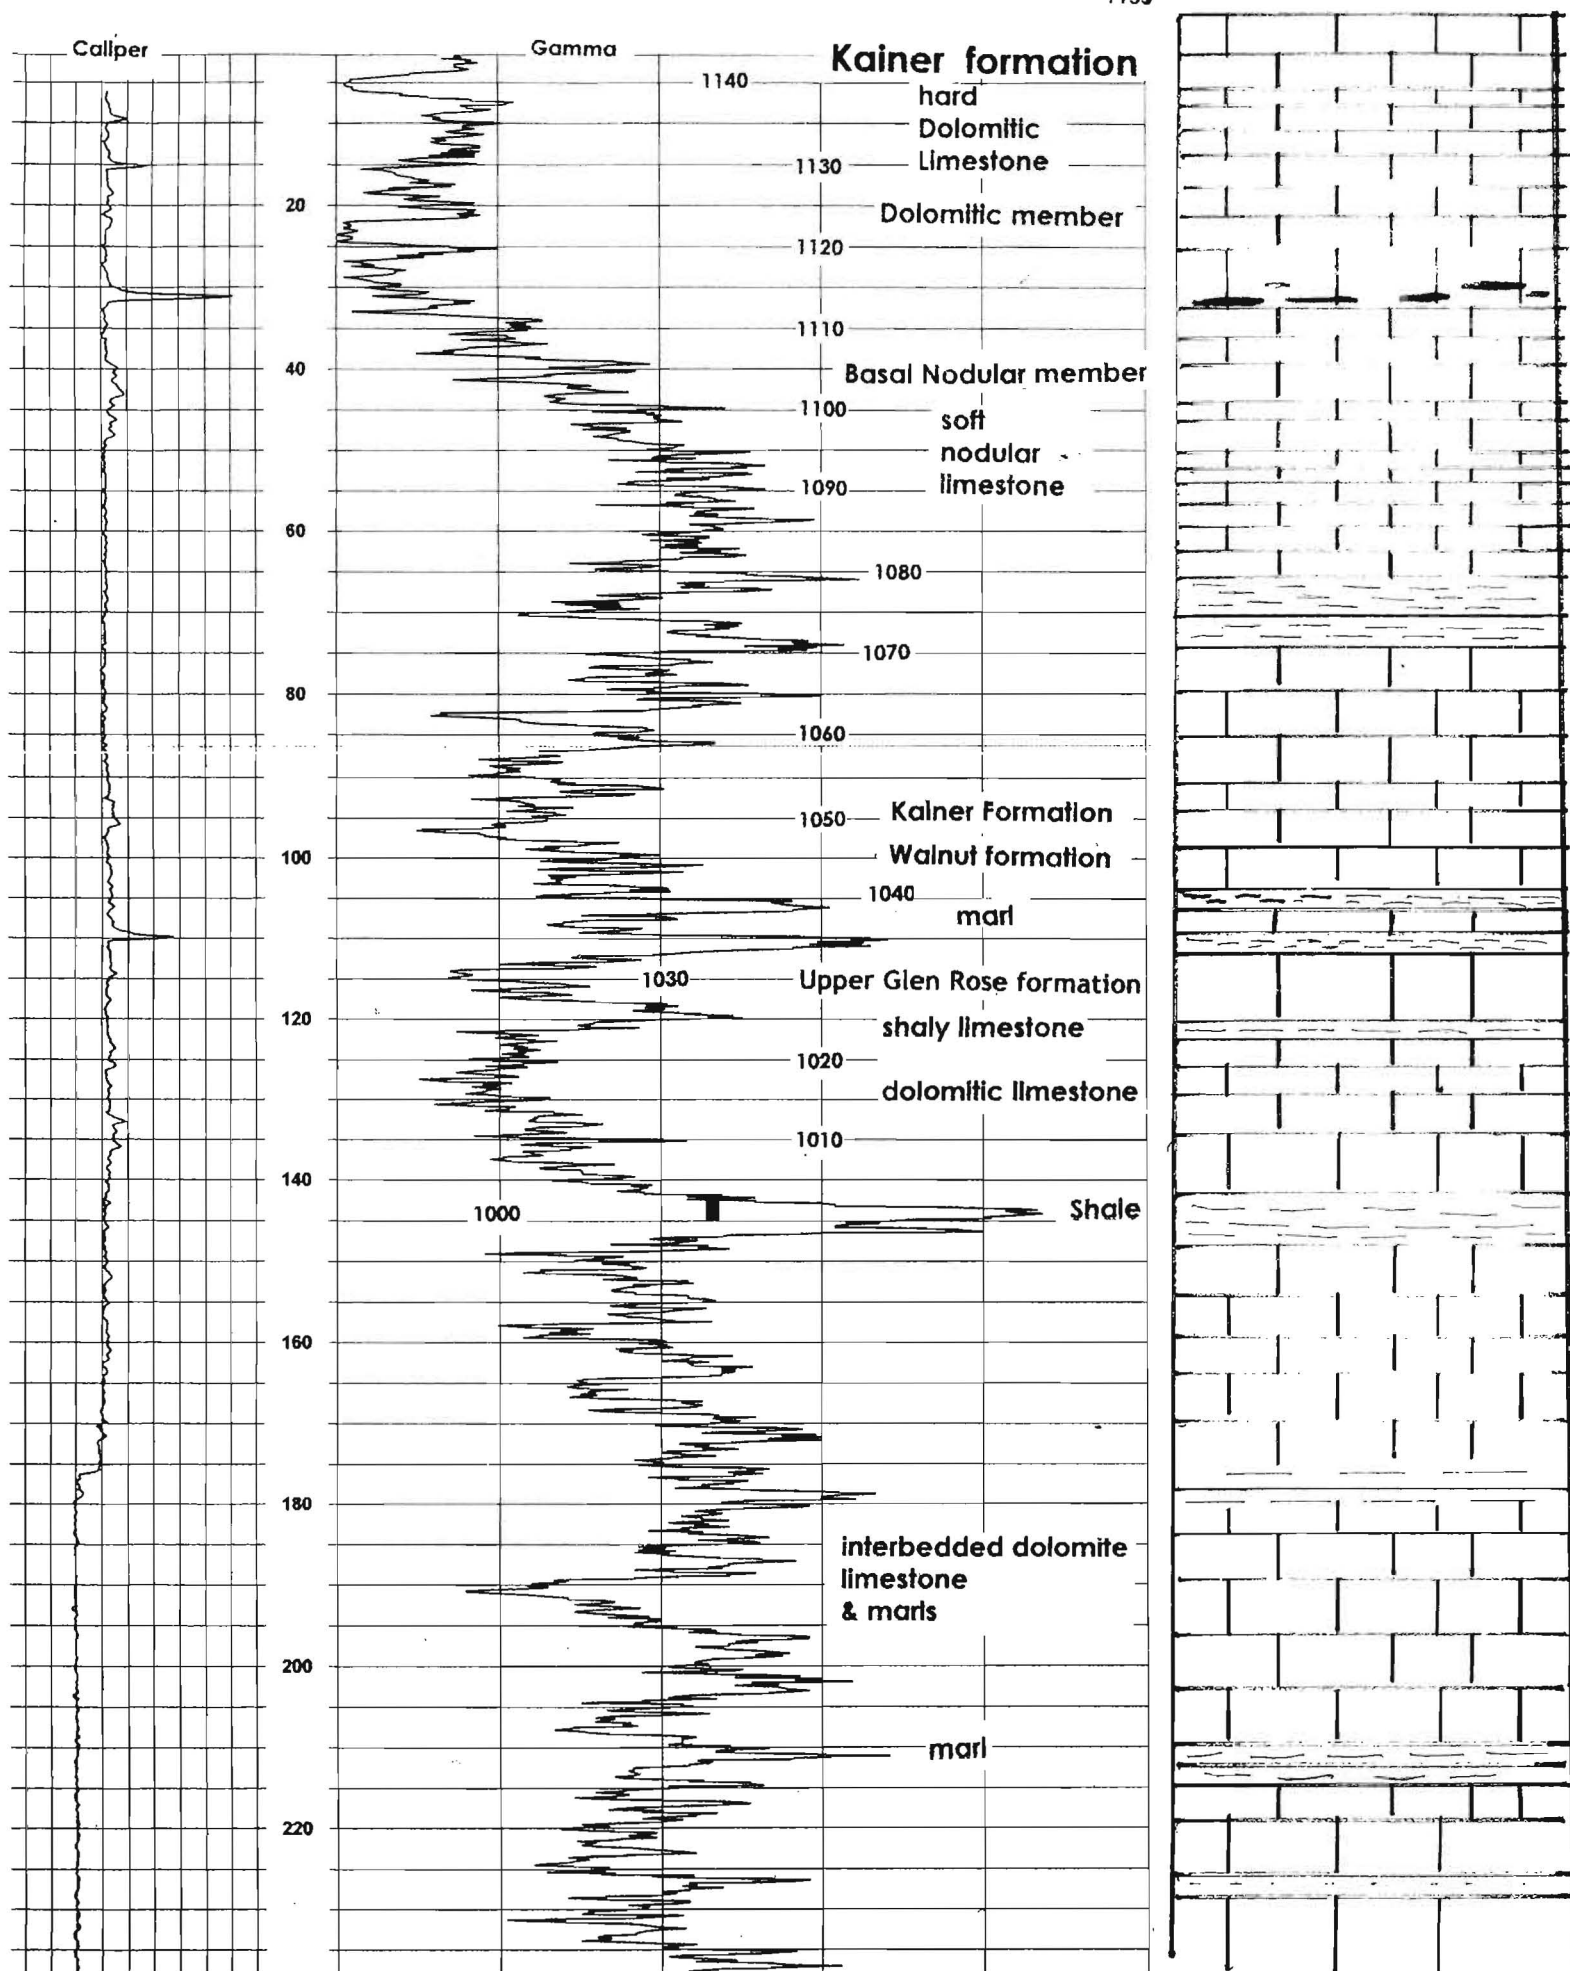 Caliper
Gamma
Kainer formation
1140
hard
Dolomitic
1130
Limestone
20
Dolomitic member
1120
1110
40
Basal Nodular member
1100
soft
nodular
1090
limestone
60
1080
1070
80
1060
1050
Kainer Formation
100
Walnut formation
1040
marl
1030
Upper Glen Rose formation
120
shaly limestone
1020
dolomitic limestone
1010
140
1000
Shale
160
180
interbedded dolomite
limestone
& marls
200
marl
220